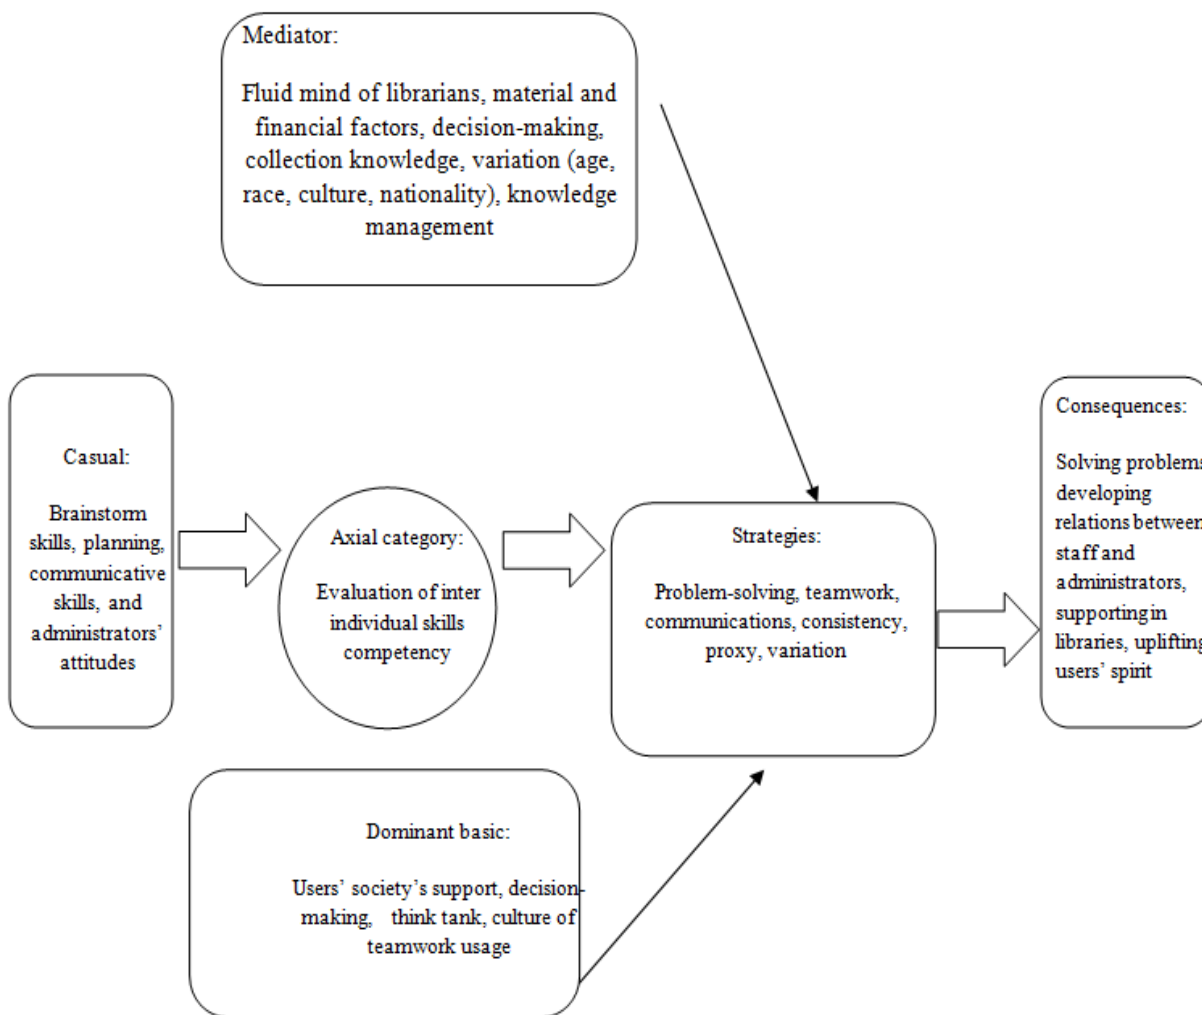 Mediator:
Fluid mind of librarians, material and
financial factors, decision-making,
collection knowledge, variation (age,
race, culture, nationality), knowledge
management
Casual:
Brainstorm
skills, planning,
communicative
skills, and
administrators’
attitudes
Axial category:
Evaluation of inter
individual skills
competency
Strategies:
Problem-solving, teamwork,
communications, consistency,
proxy, variation
Consequences:
Solving problems
developing
relations between
staff and
administrators,
supporting in
libraries, uplifting
users’ spirit
Dominant basic:
Users’ society’s support, decision-
making, think tank, culture of
teamwork usage